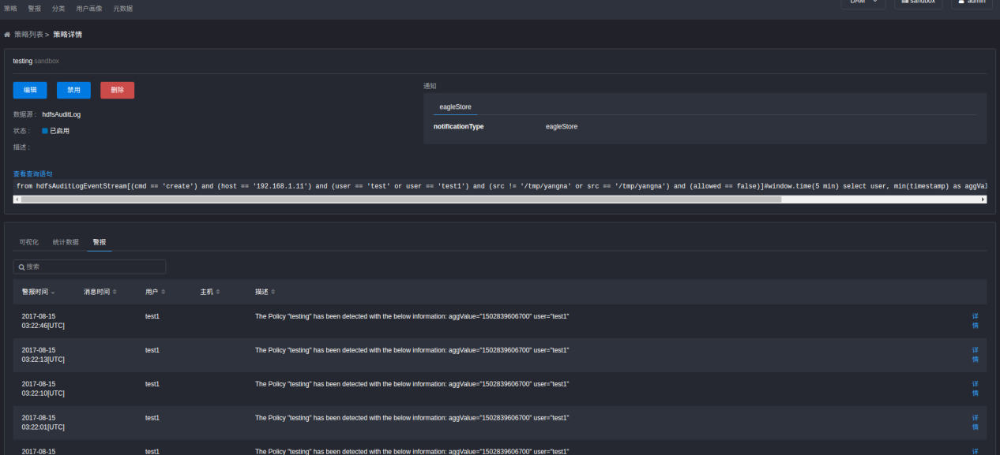 策略 警报 分类 用户画像 元数据 DAM sandbox admin
策略列表 > 策略详情
testing sandbox
编辑 禁用 删除
通知
eagleStore
notificationType eagleStore
数据源 : hdfsAuditLog
状态 : 已启用
描述 :
查看查询语句
from hdfsAuditLogEventStream[(cmd == 'create') and (host == '192.168.1.11') and (user == 'test' or user == 'test1') and (src != '/tmp/yangna' or src == '/tmp/yangna') and (allowed == false)]#window.time(5 min) select user, min(timestamp) as aggVal
可视化 统计数据 警报
搜索
警报时间 消息时间 用户 主机 描述
2017-08-15 03:22:46[UTC] test1 The Policy "testing" has been detected with the below information: aggValue="1502839606700" user="test1" 详情
2017-08-15 03:22:13[UTC] test1 The Policy "testing" has been detected with the below information: aggValue="1502839606700" user="test1" 详情
2017-08-15 03:22:10[UTC] test1 The Policy "testing" has been detected with the below information: aggValue="1502839606700" user="test1" 详情
2017-08-15 03:22:01[UTC] test1 The Policy "testing" has been detected with the below information: aggValue="1502839606700" user="test1" 详情
2017-08-15 test1 The Policy "testing" has been detected with the below information: aggValue="1502839606700" user="test1" 详